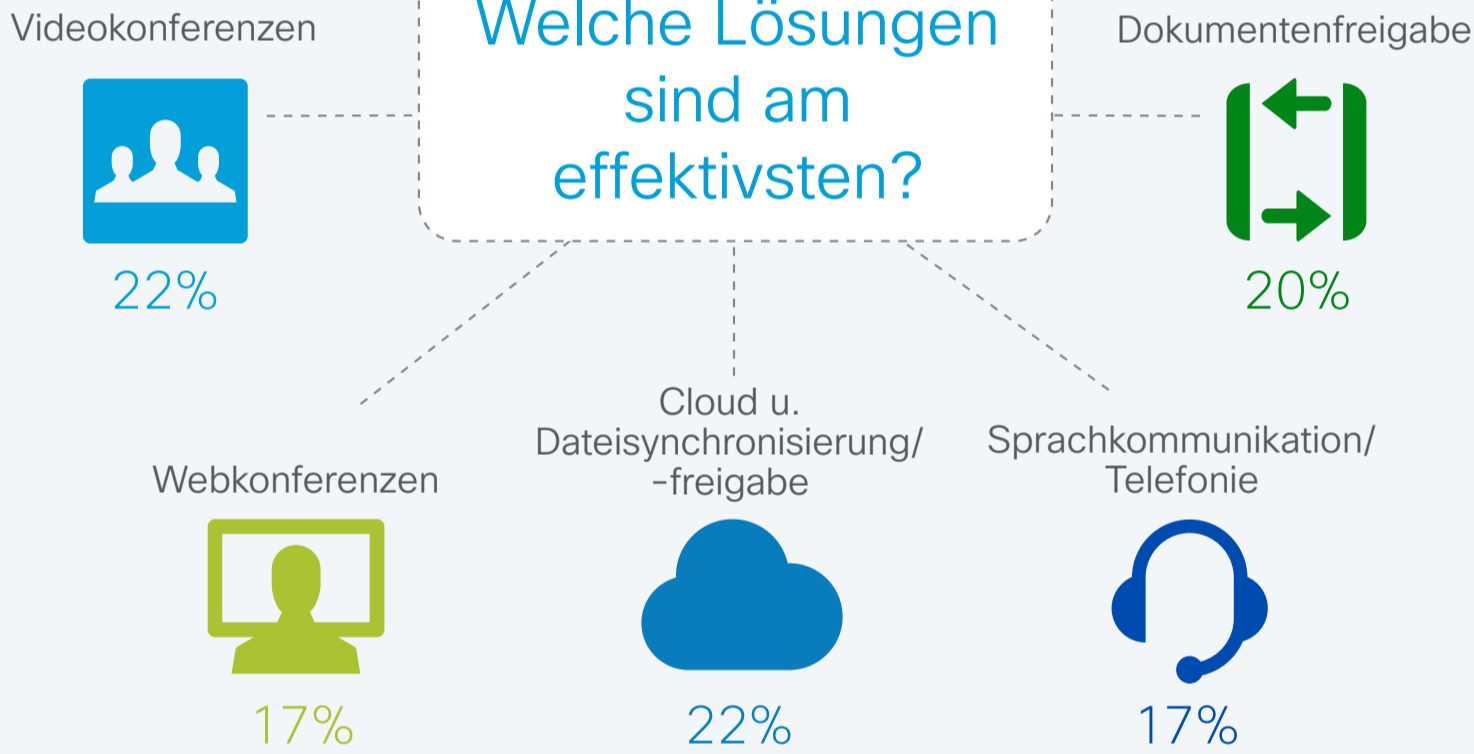 Welche Lösungen
sind am
effektivsten?
Videokonferenzen
22%
Dokumentenfreigabe
20%
Webkonferenzen
17%
Cloud u.
Dateisynchronisierung/
-freigabe
22%
Sprachkommunikation/
Telefonie
17%